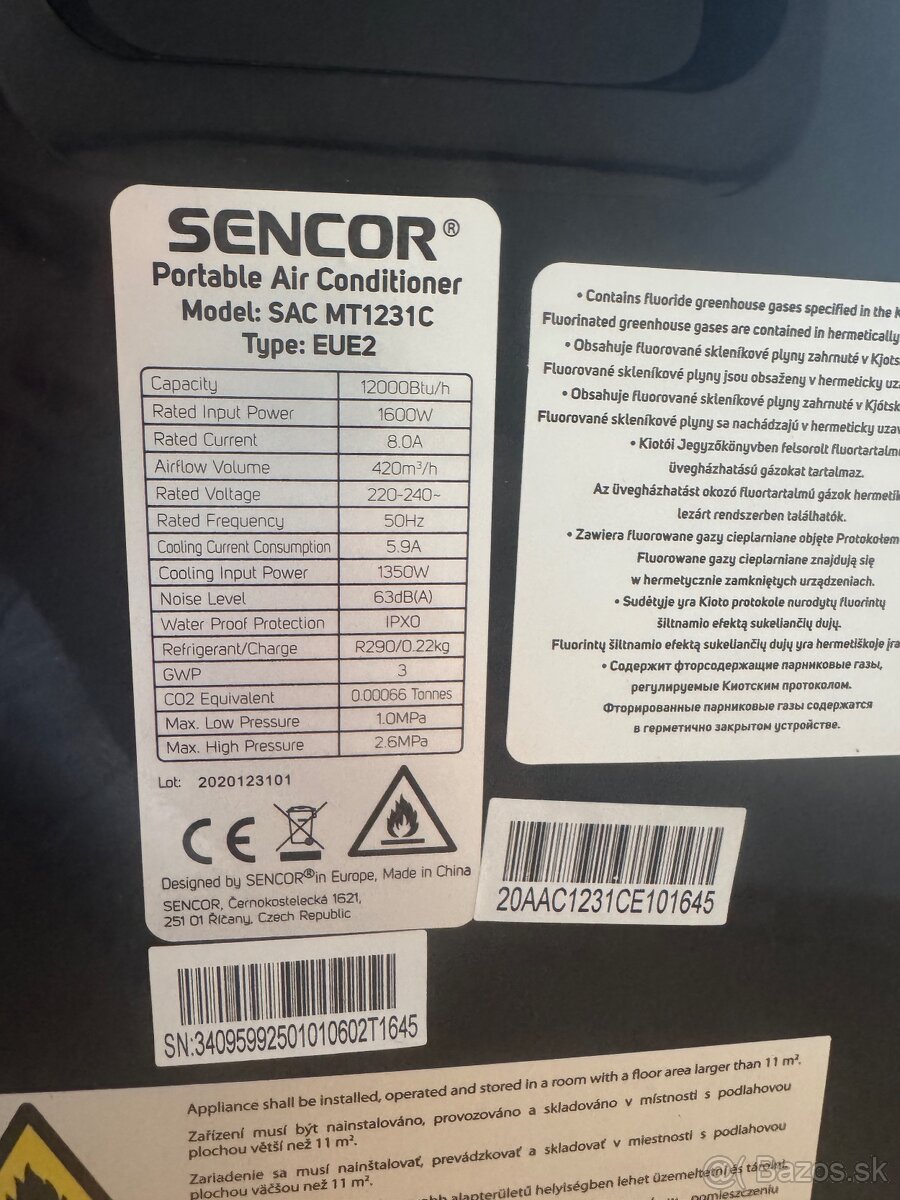 SENCOR®
Portable Air Conditioner
Model: SAC MT1231C
Type: EUE2
Capacity 12000Btu/h
Rated Input Power 1600W
Rated Current 8.0A
Airflow Volume 420m³/h
Rated Voltage 220-240~
Rated Frequency 50Hz
Cooling Current Consumption 5.9A
Cooling Input Power 1350W
Noise Level 63dB(A)
Water Proof Protection IPX0
Refrigerant/Charge R290/0.22kg
GWP 3
CO2 Equivalent 0.00066 Tonnes
Max. Low Pressure 1.0MPa
Max. High Pressure 2.6MPa
Lot: 2020123101
CE
Designed by SENCOR® in Europe, Made in China
SENCOR, Černokostelecká 1621,
251 01 Říčany, Czech Republic
• Contains fluoride greenhouse gases specified in the
Fluorinated greenhouse gases are contained in hermetically
• Obsahuje fluorované skleníkové plyny zahrnuté v Kjots
Fluorované skleníkové plyny jsou obsaženy v hermeticky uz
• Obsahuje fluorované skleníkové plyny zahrnuté v Kjótsk
Fluorované skleníkové plyny sa nachádzajú v hermeticky uzav
• Kiotói Jegyzőkönyvben felsorolt fluortartalmú
üvegházhatású gázokat tartalmaz.
Az üvegházhatást okozó fluortartalmú gázok hermetik
lezárt rendszerben találhatók.
• Zawiera fluorowane gazy cieplarniane objęte Protokołem
Fluorowane gazy cieplarniane znajdują się
w hermetycznie zamkniętych urządzeniach.
• Sudėtyje yra Kioto protokole nurodytų fluorintų
šiltnamio efektą sukeliančių dujų.
Fluorintų šiltnamio efektą sukeliančių dujų yra hermetiškoje įra
• Содержит фторсодержащие парниковые газы,
регулируемые Киотским протоколом.
Фторированные парниковые газы содержатся
в герметично закрытом устройстве.
20AAC1231CE101645
SN:34095992501010602T1645
Appliance shall be installed, operated and stored in a room with a floor area larger than 11 m².
Zařízení musí být nainstalováno, provozováno a skladováno v místnosti s podlahovou
plochou větší než 11 m².
Zariadenie sa musí nainštalovať, prevádzkovať a skladovať v miestnosti s podlahovou
plochou väčšou než 11 m².
alapterületű helyiségben lehet üzemeltetni és tárolni.
pomieszczeniu
Bazos.sk